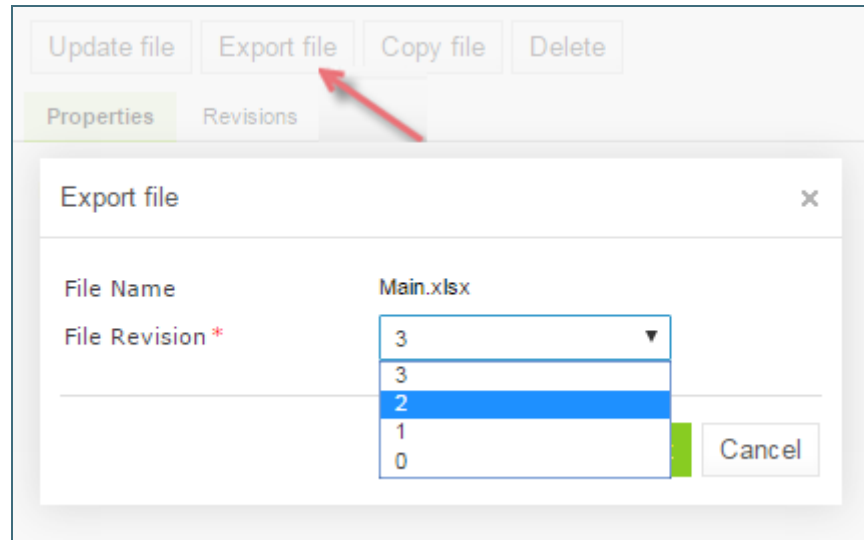 Update file Export file Copy file Delete
Properties Revisions
Export file
File Name Main.xlsx
File Revision * 3
3
2
1
0
Cancel